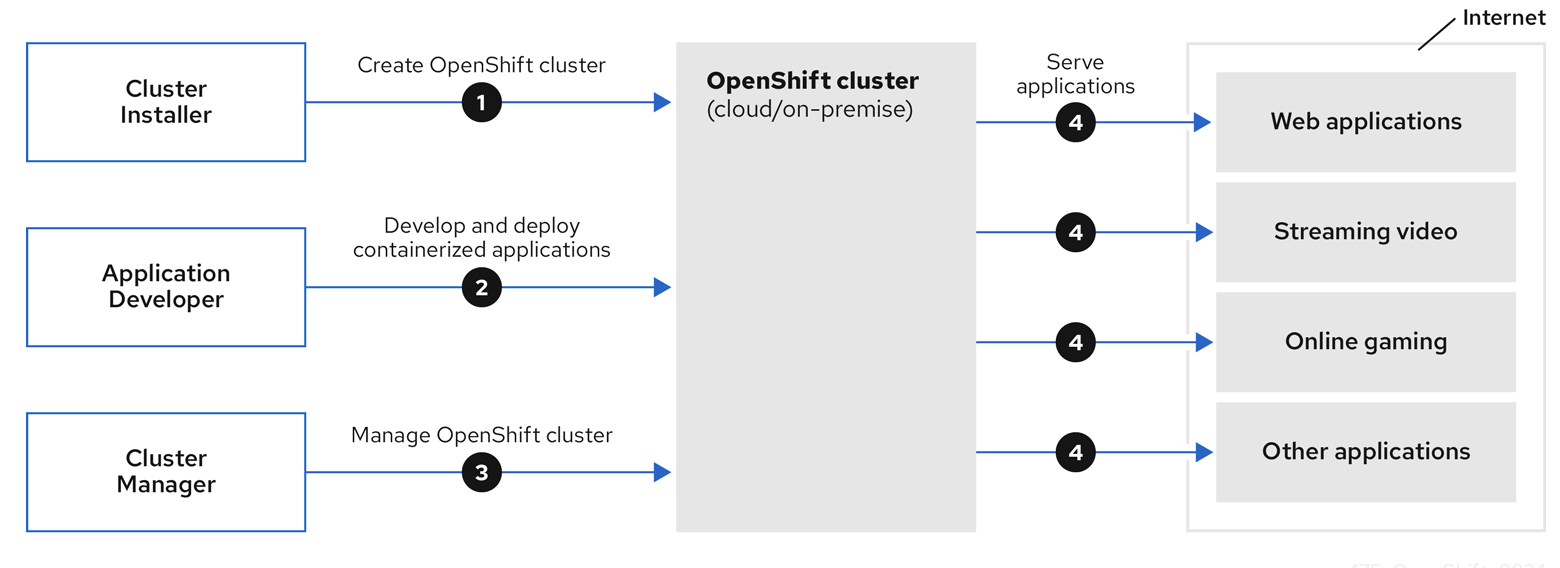 Internet
Cluster
Installer
Create OpenShift cluster
1
OpenShift cluster
(cloud/on-premise)
Serve
applications
4
Web applications
Application
Developer
Develop and deploy
containerized applications
2
4
Streaming video
4
Online gaming
Cluster
Manager
Manage OpenShift cluster
3
4
Other applications